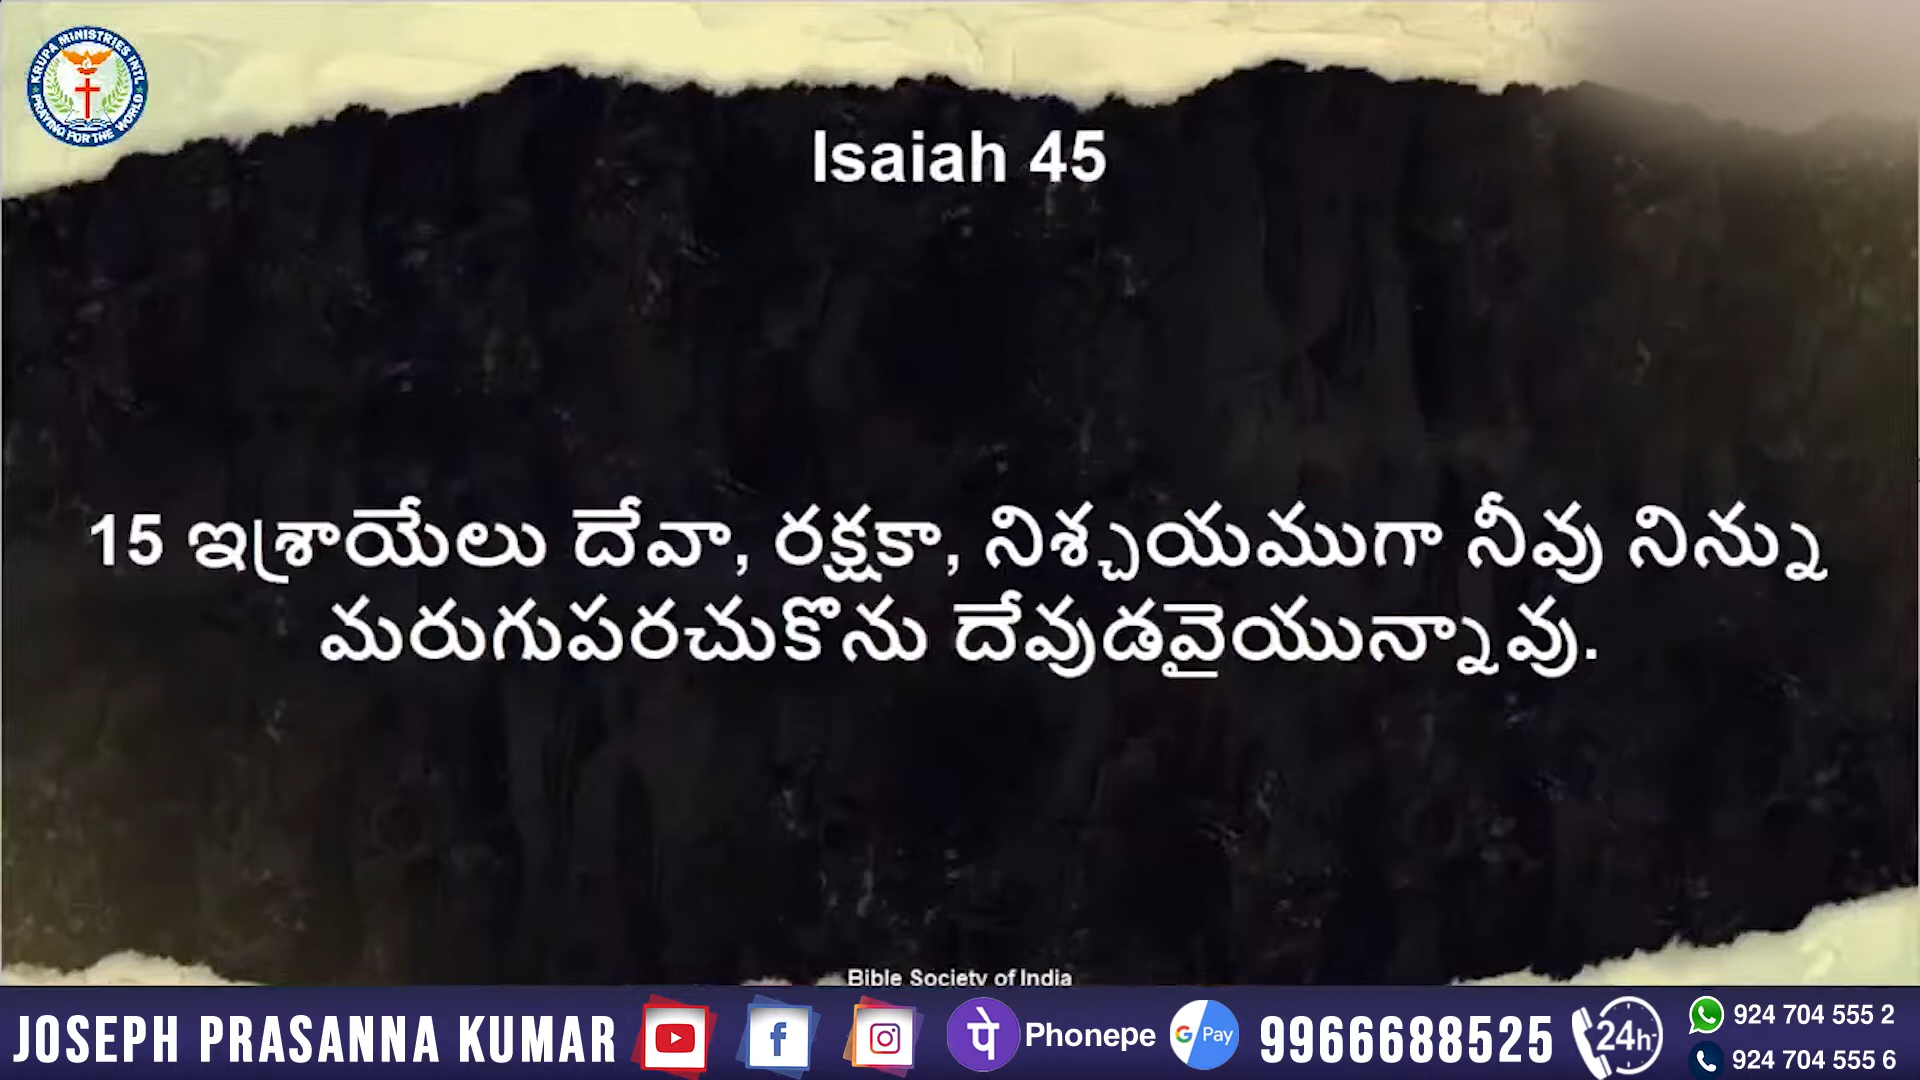 KRUPA MINISTRIES INTL
PRAYING FOR THE WORLD
Isaiah 45
15 ఇశ్రాయేలు దేవా, రక్షకా, నిశ్చయముగా నీవు నిన్ను
మరుగుపరచుకొను దేవుడవైయున్నావు.
Bible Society of India
JOSEPH PRASANNA KUMAR
पे Phonepe
G Pay
9966688525
24h
924 704 555 2
924 704 555 6